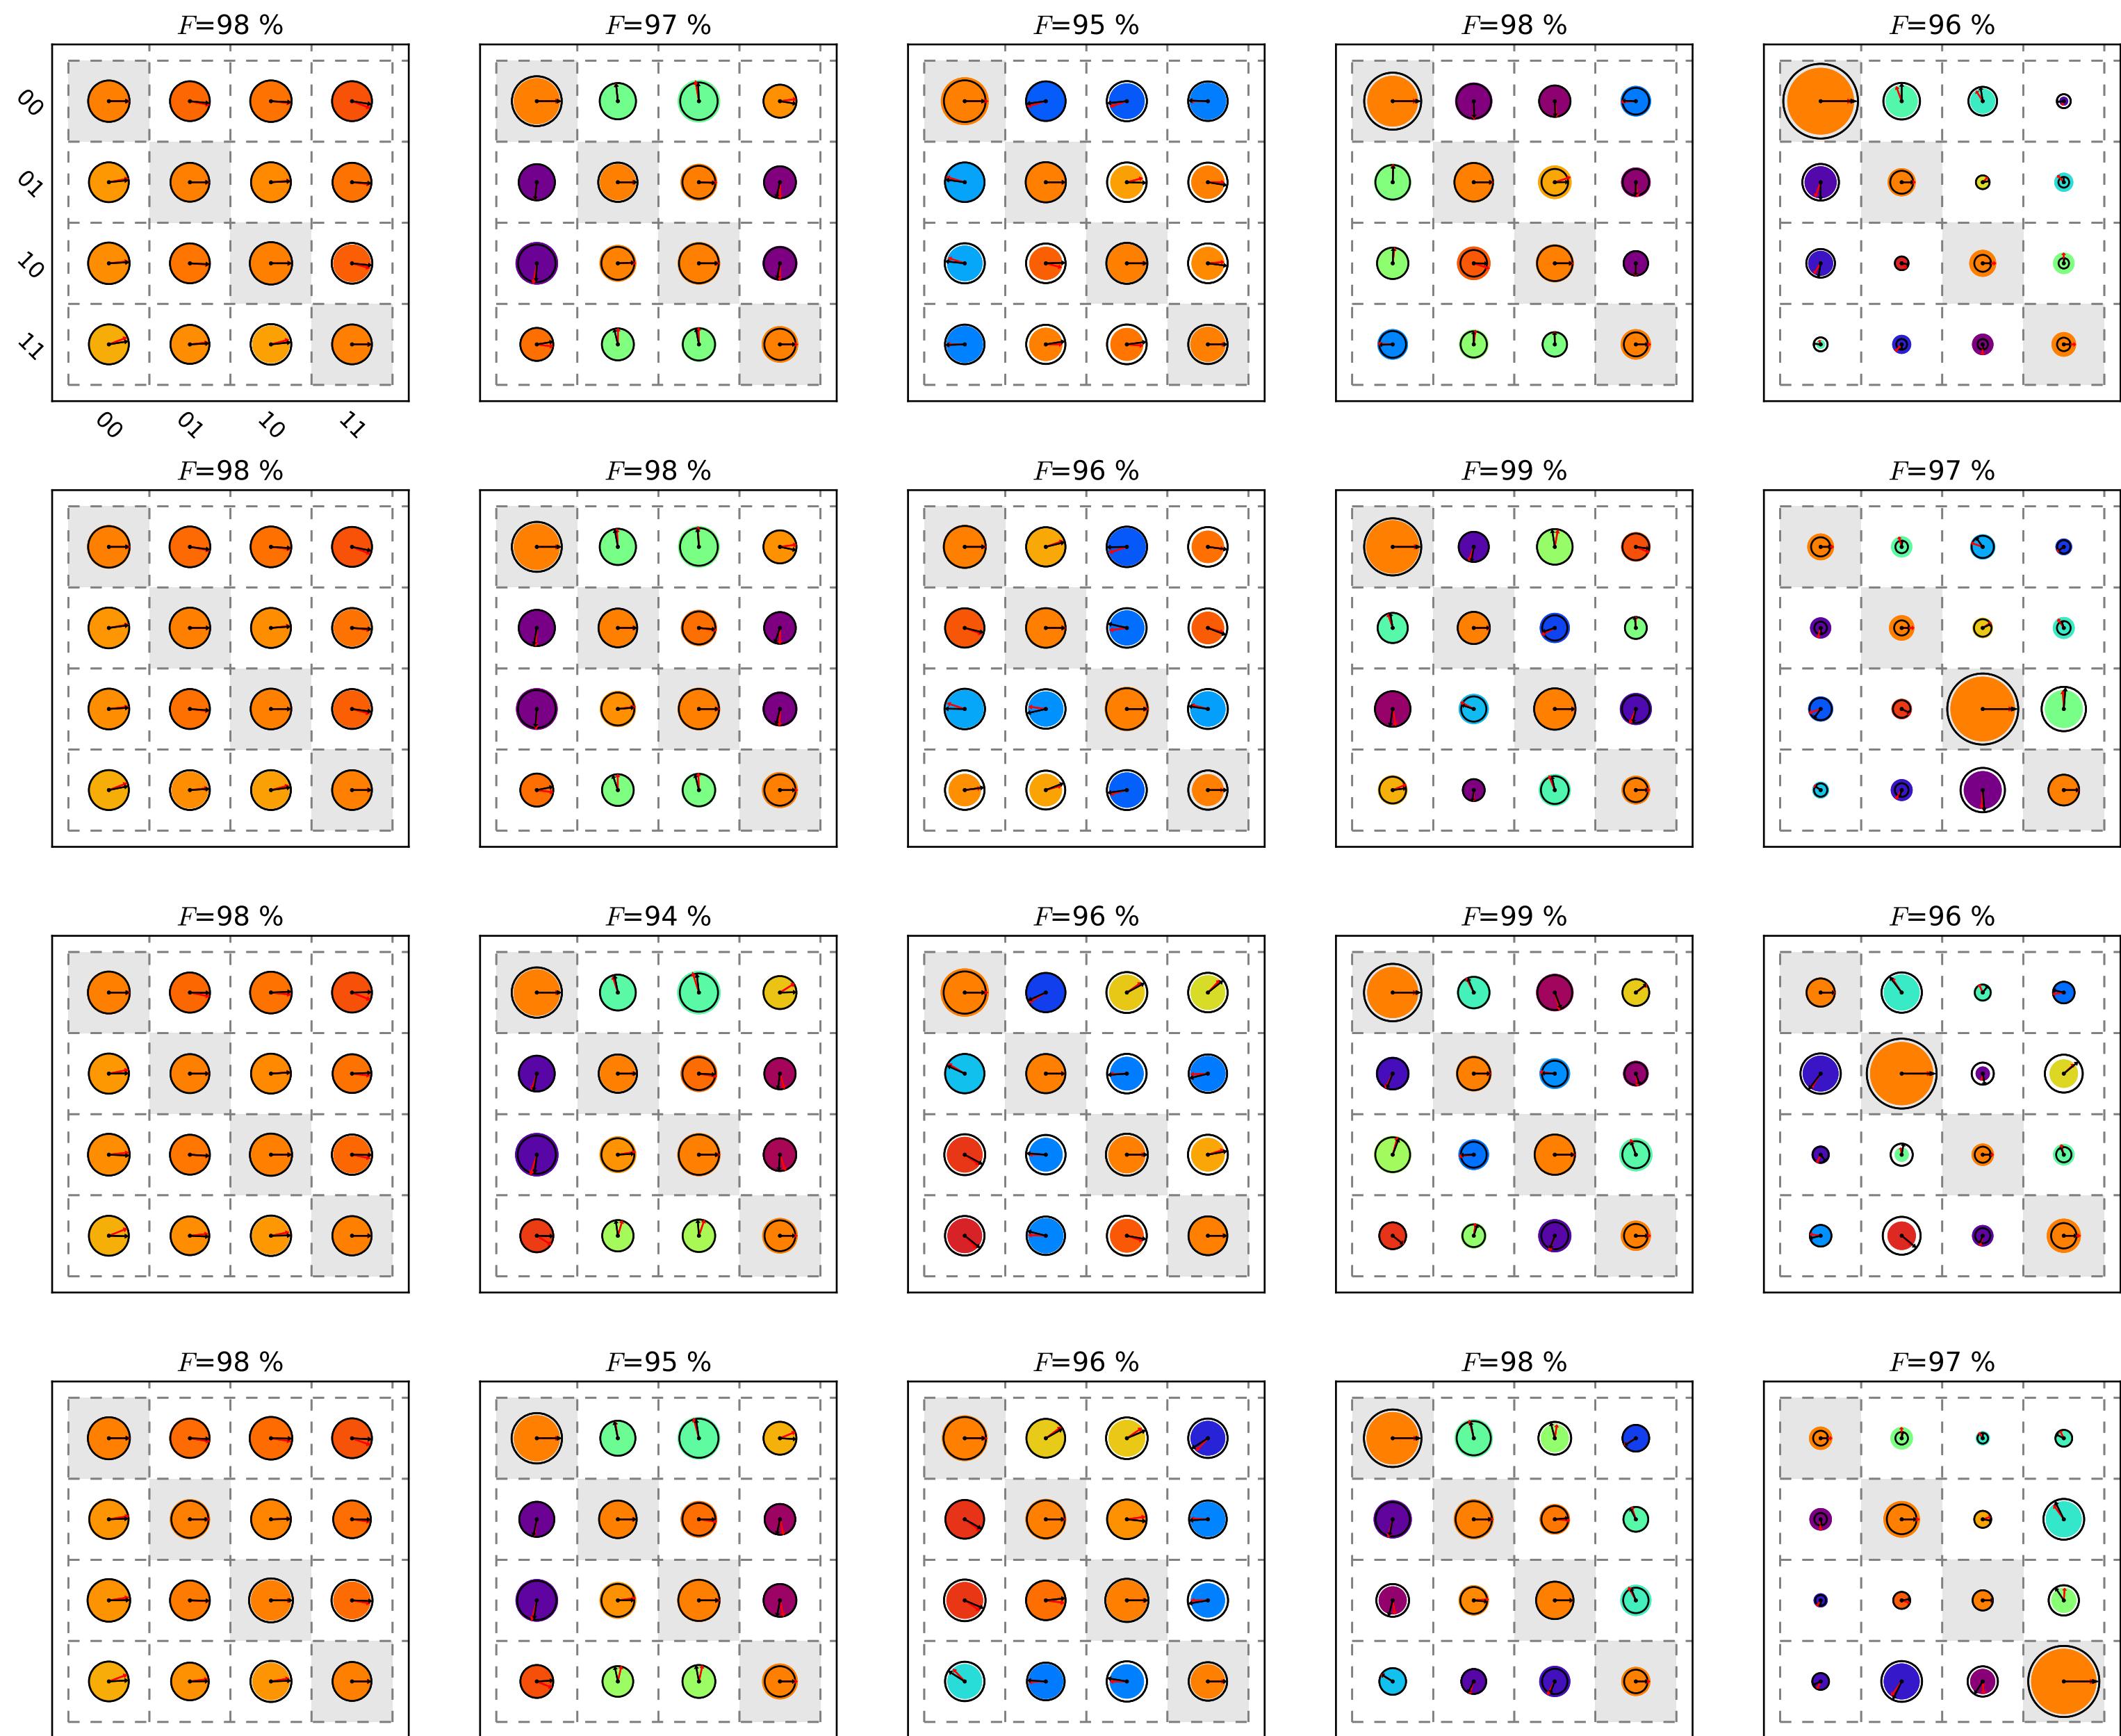 F=98 % F=97 % F=95 % F=98 % F=96 %
00
01
10
11
00 01 10 11
F=98 % F=98 % F=96 % F=99 % F=97 %
F=98 % F=94 % F=96 % F=99 % F=96 %
F=98 % F=95 % F=96 % F=98 % F=97 %